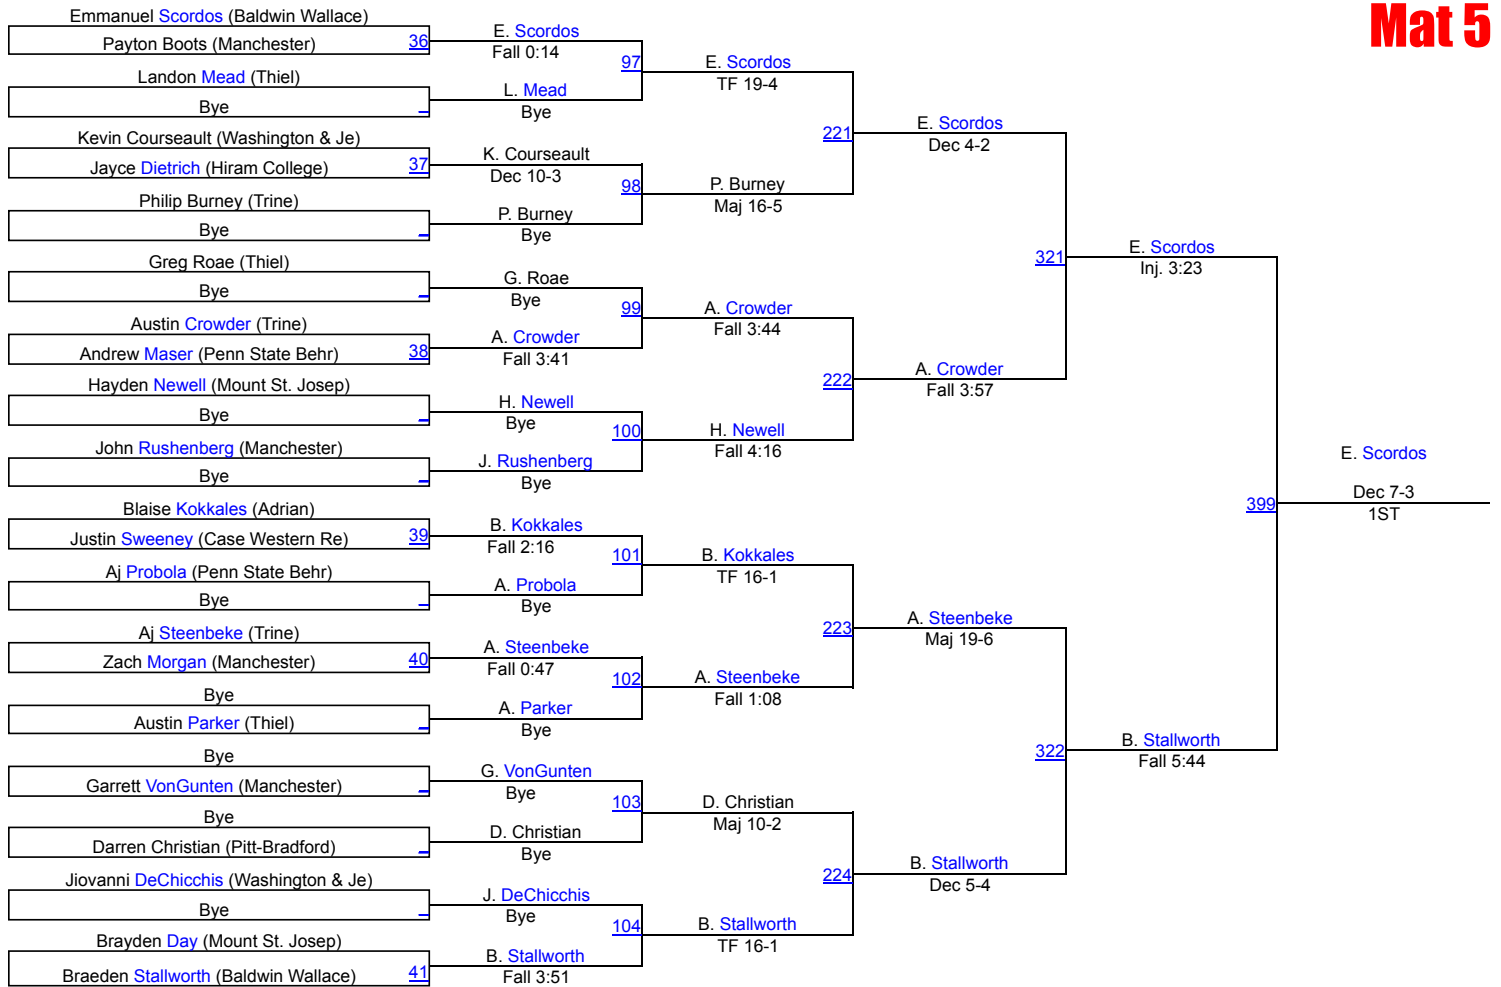 Mat 5
Emmanuel Scordos (Baldwin Wallace)
Payton Boots (Manchester)
36
Landon Mead (Thiel)
Bye
Kevin Courseault (Washington & Je)
Jayce Dietrich (Hiram College)
37
Philip Burney (Trine)
Bye
Greg Roae (Thiel)
Bye
Austin Crowder (Trine)
Andrew Maser (Penn State Behr)
38
Hayden Newell (Mount St. Josep)
Bye
John Rushenberg (Manchester)
Bye
Blaise Kokkales (Adrian)
Justin Sweeney (Case Western Re)
39
Aj Probola (Penn State Behr)
Bye
Aj Steenbeke (Trine)
Zach Morgan (Manchester)
40
Bye
Austin Parker (Thiel)
Bye
Garrett VonGunten (Manchester)
Bye
Darren Christian (Pitt-Bradford)
Jiovanni DeChicchis (Washington & Je)
Bye
Brayden Day (Mount St. Josep)
Braeden Stallworth (Baldwin Wallace)
41
E. Scordos
Fall 0:14
97
L. Mead
Bye
K. Courseault
Dec 10-3
98
P. Burney
Bye
G. Roae
Bye
99
A. Crowder
Fall 3:41
H. Newell
Bye
100
J. Rushenberg
Bye
B. Kokkales
Fall 2:16
101
A. Probola
Bye
A. Steenbeke
Fall 0:47
102
A. Parker
Bye
G. VonGunten
Bye
103
D. Christian
Bye
J. DeChicchis
Bye
104
B. Stallworth
Fall 3:51
E. Scordos
TF 19-4
221
P. Burney
Maj 16-5
A. Crowder
Fall 3:44
222
H. Newell
Fall 4:16
B. Kokkales
TF 16-1
223
A. Steenbeke
Fall 1:08
D. Christian
Maj 10-2
224
B. Stallworth
TF 16-1
E. Scordos
Dec 4-2
321
A. Crowder
Fall 3:57
A. Steenbeke
Maj 19-6
322
B. Stallworth
Dec 5-4
E. Scordos
Inj. 3:23
399
B. Stallworth
Fall 5:44
E. Scordos
Dec 7-3
1ST